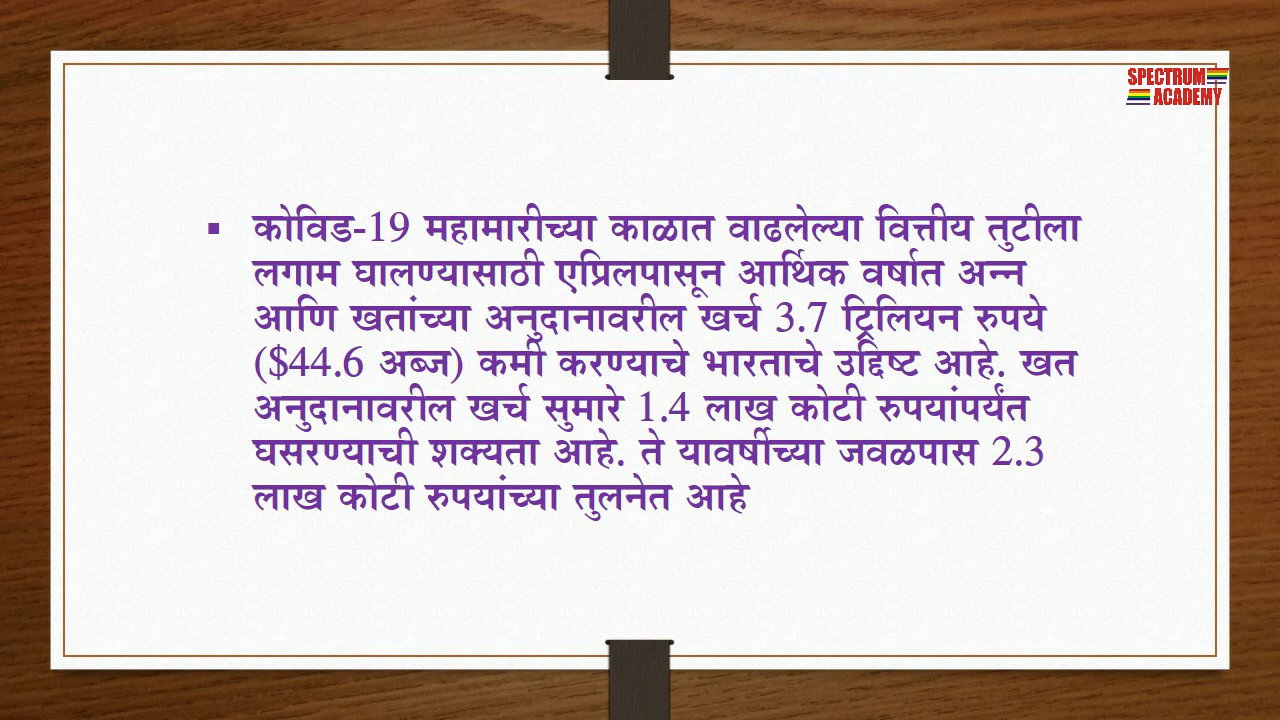 SPECTRUM
ACADEMY
▪ कोविड-19 महामारीच्या काळात वाढलेल्या वित्तीय तुटीला
लगाम घालण्यासाठी एप्रिलपासून आर्थिक वर्षात अन्न
आणि खतांच्या अनुदानावरील खर्च 3.7 ट्रिलियन रुपये
($44.6 अब्ज) कमी करण्याचे भारताचे उद्दिष्ट आहे. खत
अनुदानावरील खर्च सुमारे 1.4 लाख कोटी रुपयांपर्यंत
घसरण्याची शक्यता आहे. ते यावर्षीच्या जवळपास 2.3
लाख कोटी रुपयांच्या तुलनेत आहे